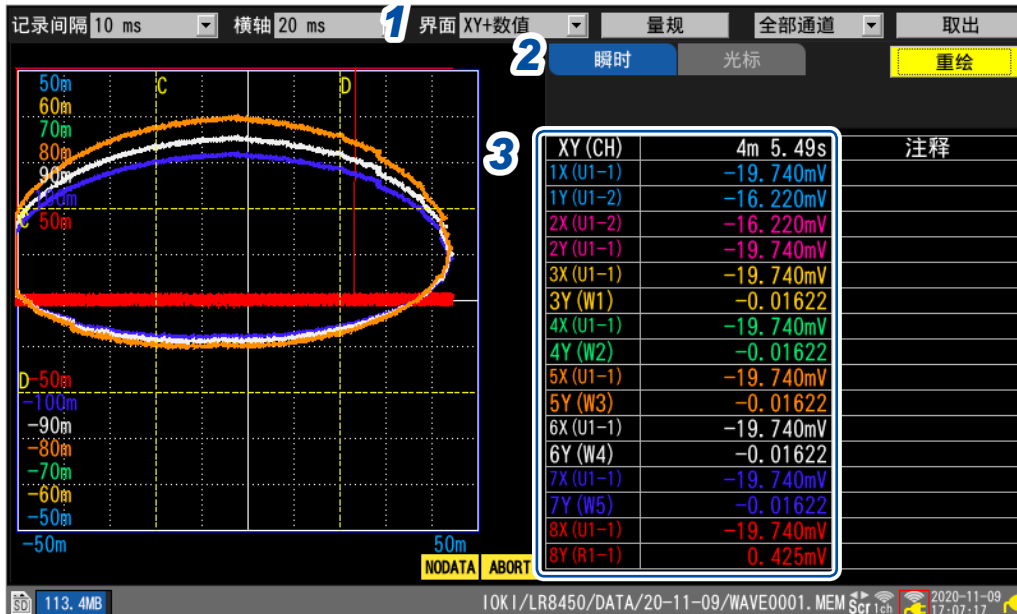 记录间隔 10 ms 横轴 20 ms 1 界面 XY+数值 量规 全部通道 取出
2 瞬时 光标 重绘
50m C D
60m
70m
80m
90m
100m
C 50m
D -50m
-100m
-90m
-80m
-70m
-60m
-50m
-50m 50m
NODATA ABORT
3
XY(CH) 4m 5.49s 注释
1X(U1-1) -19.740mV
1Y(U1-2) -16.220mV
2X(U1-2) -16.220mV
2Y(U1-1) -19.740mV
3X(U1-1) -19.740mV
3Y(W1) -0.01622
4X(U1-1) -19.740mV
4Y(W2) -0.01622
5X(U1-1) -19.740mV
5Y(W3) -0.01622
6X(U1-1) -19.740mV
6Y(W4) -0.01622
7X(U1-1) -19.740mV
7Y(W5) -0.01622
8X(U1-1) -19.740mV
8Y(R1-1) 0.425mV
SD 113.4MB IOKI/LR8450/DATA/20-11-09/WAVE0001.MEM Scr 1ch 2020-11-09
17:07:17